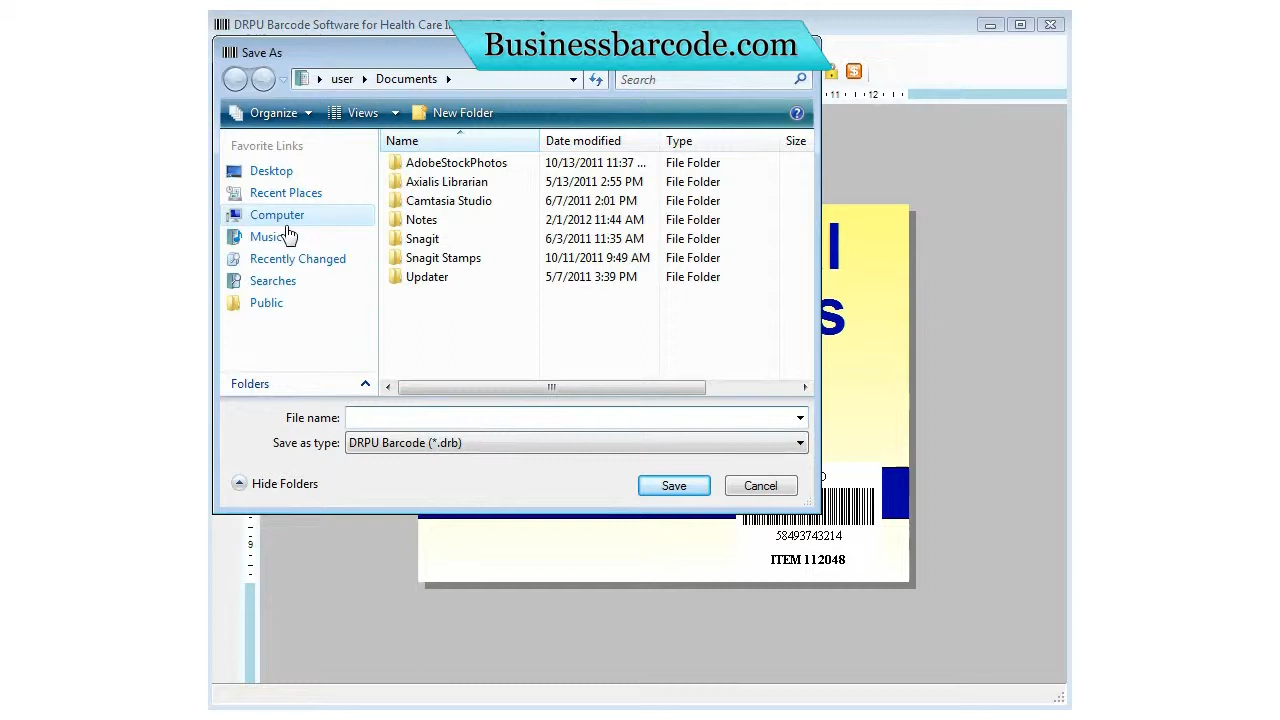 DRPU Barcode Software for Health Care
Businessbarcode.com
Save As
user Documents
Search
11 12
Organize Views New Folder
Favorite Links
Desktop
Recent Places
Computer
Music
Recently Changed
Searches
Public
Folders
Name Date modified Type Size
AdobeStockPhotos 10/13/2011 11:37 ... File Folder
Axialis Librarian 5/13/2011 2:55 PM File Folder
Camtasia Studio 6/7/2011 2:01 PM File Folder
Notes 2/1/2012 11:44 AM File Folder
Snagit 6/3/2011 11:35 AM File Folder
Snagit Stamps 10/11/2011 9:49 AM File Folder
Updater 5/7/2011 3:39 PM File Folder
File name:
Save as type: DRPU Barcode (*.drb)
Hide Folders Save Cancel
9
58493743214
ITEM 112048